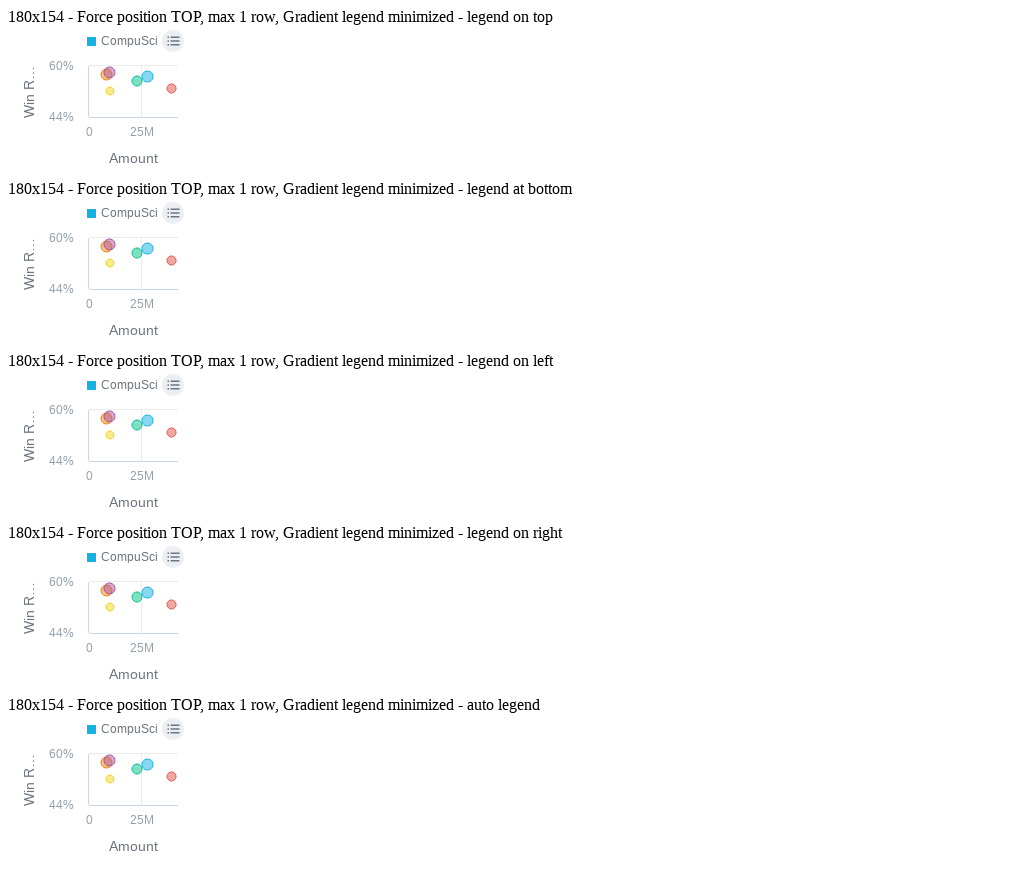 180x154 - Force position TOP, max 1 row, Gradient legend minimized - legend on top
CompuSci
60%
Win R...
44%
0 25M
Amount
180x154 - Force position TOP, max 1 row, Gradient legend minimized - legend at bottom
CompuSci
60%
Win R...
44%
0 25M
Amount
180x154 - Force position TOP, max 1 row, Gradient legend minimized - legend on left
CompuSci
60%
Win R...
44%
0 25M
Amount
180x154 - Force position TOP, max 1 row, Gradient legend minimized - legend on right
CompuSci
60%
Win R...
44%
0 25M
Amount
180x154 - Force position TOP, max 1 row, Gradient legend minimized - auto legend
CompuSci
60%
Win R...
44%
0 25M
Amount